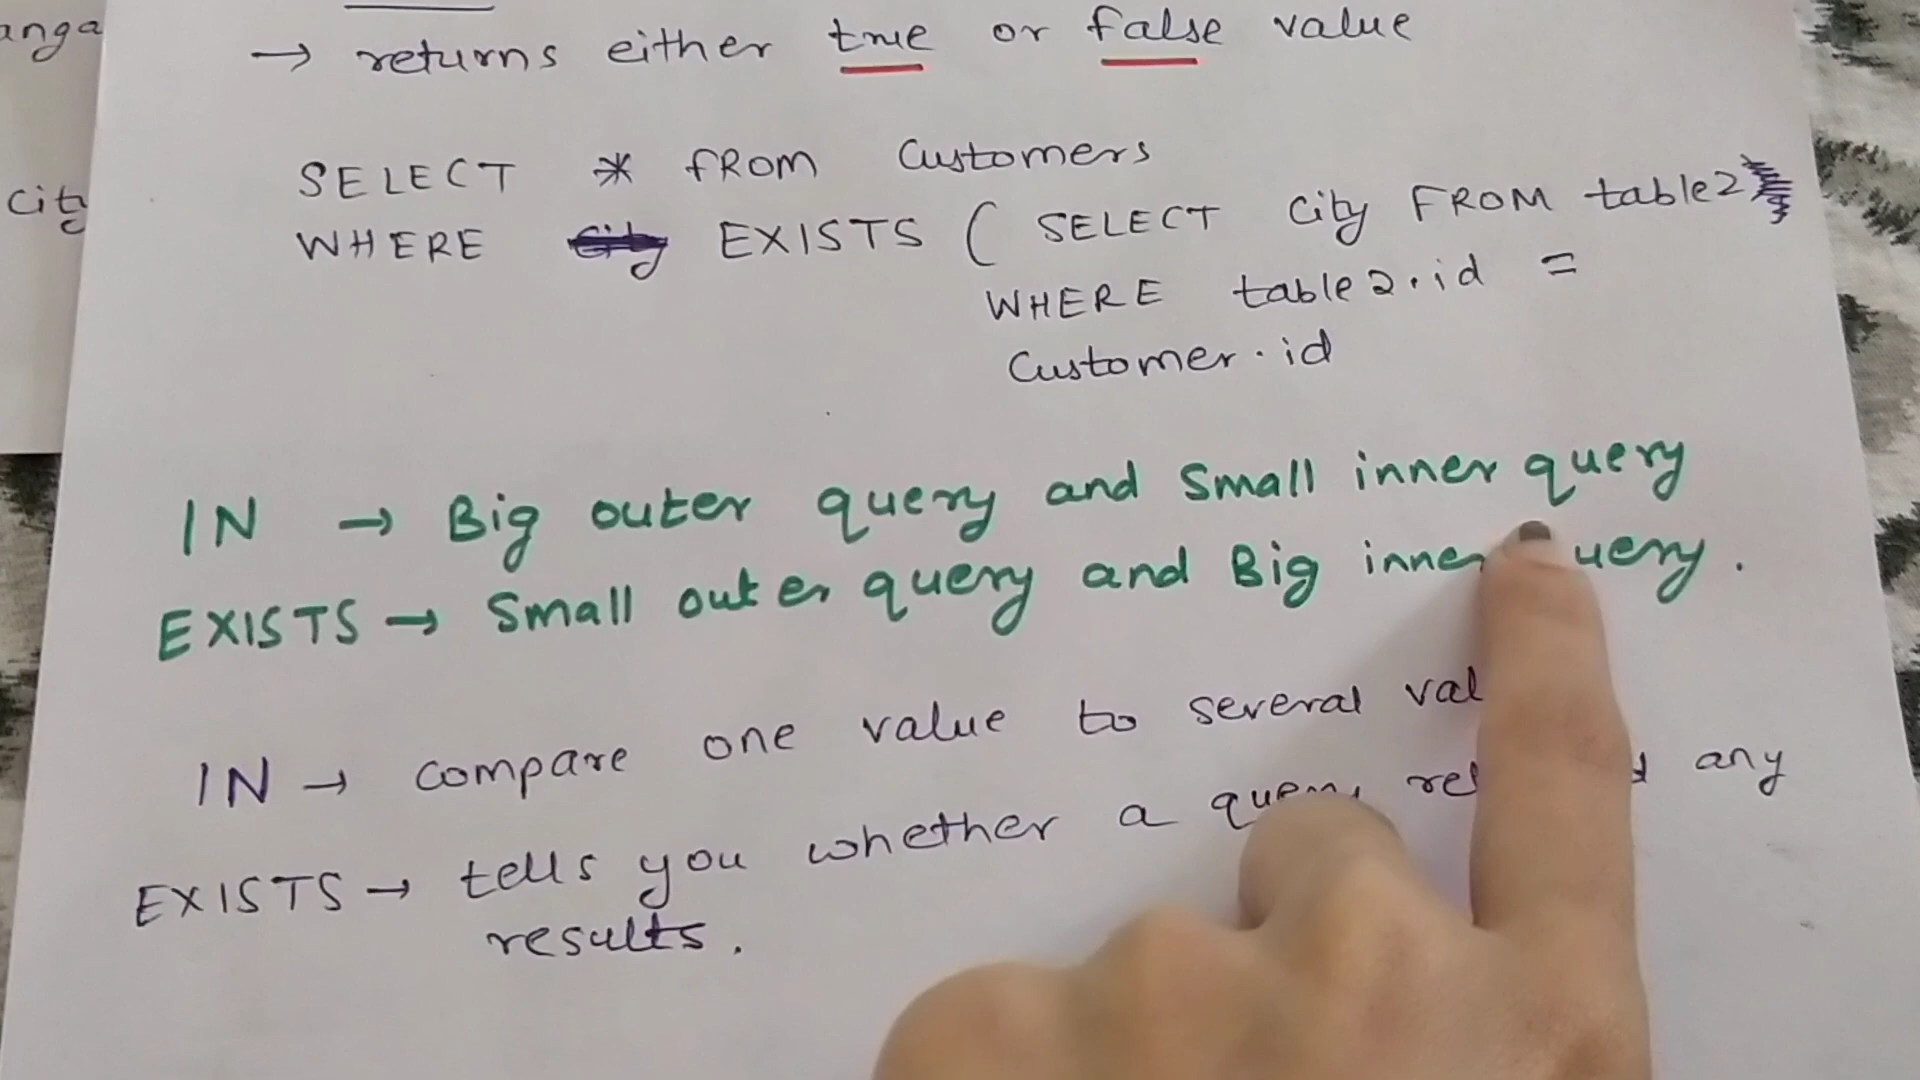 anga
city
→ returns either true or false value
SELECT * FROM Customers
WHERE EXISTS ( SELECT City FROM table2
WHERE table2.id =
Customer.id
IN → Big outer query and Small inner query
EXISTS → Small outer query and Big inner uery.
IN → compare one value to several val
EXISTS → tells you whether a query any
results.